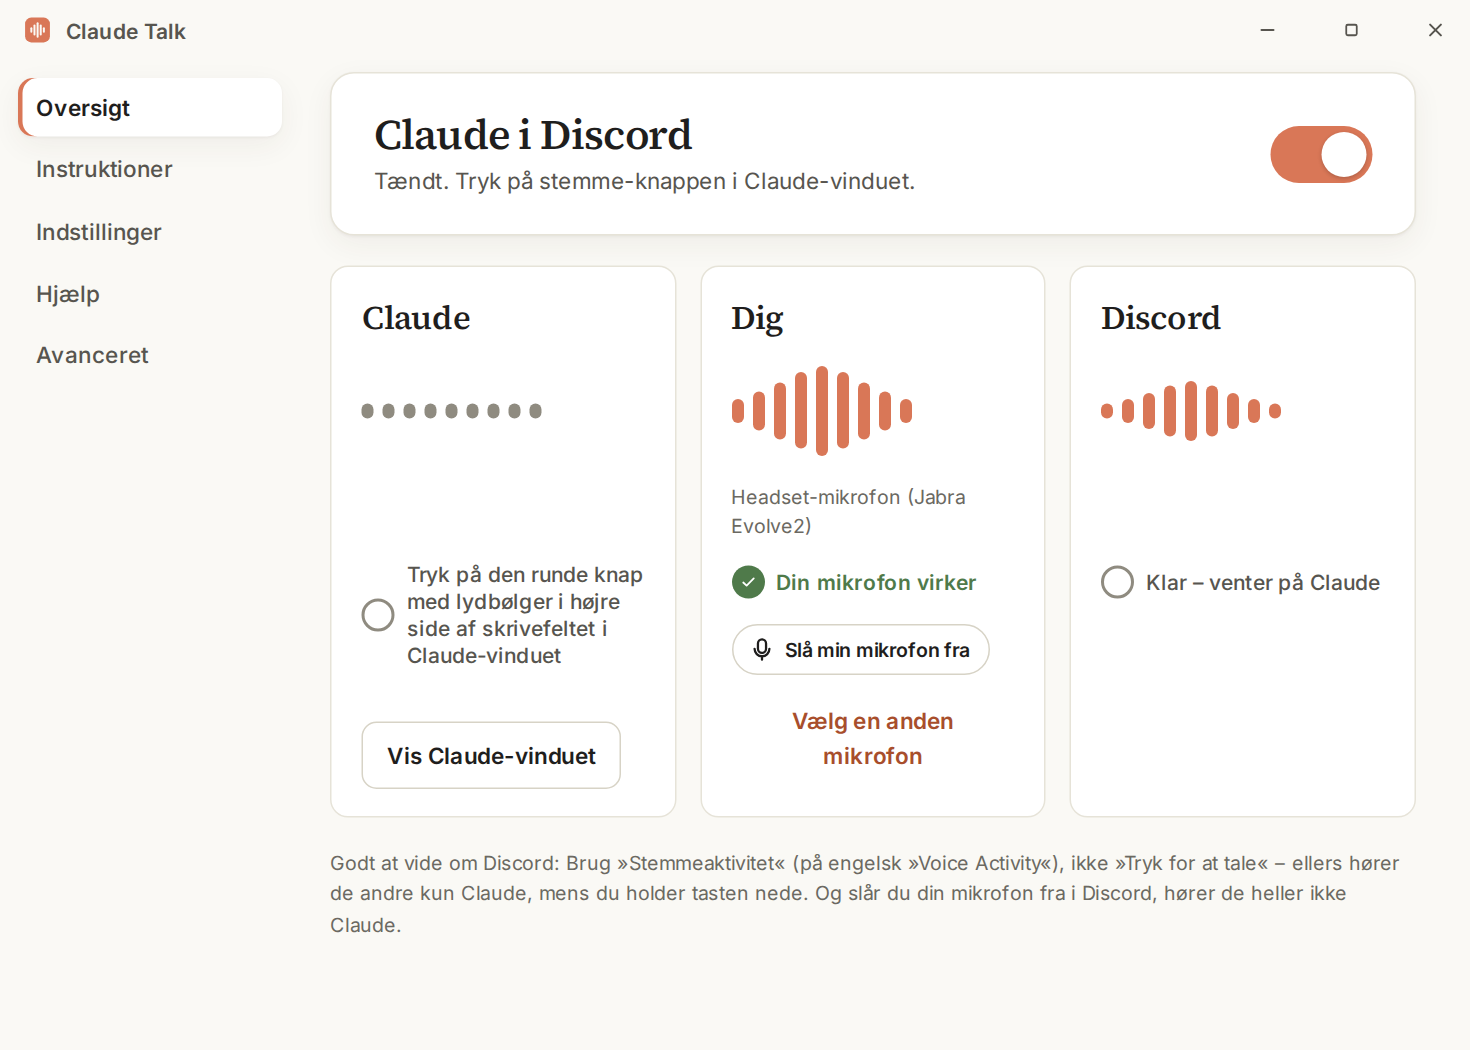 Claude Talk
Oversigt
Instruktioner
Indstillinger
Hjælp
Avanceret
Claude i Discord
Tændt. Tryk på stemme-knappen i Claude-vinduet.
Claude
Tryk på den runde knap
med lydbølger i højre
side af skrivefeltet i
Claude-vinduet
Vis Claude-vinduet
Dig
Headset-mikrofon (Jabra
Evolve2)
Din mikrofon virker
Slå min mikrofon fra
Vælg en anden
mikrofon
Discord
Klar – venter på Claude
Godt at vide om Discord: Brug »Stemmeaktivitet« (på engelsk »Voice Activity«), ikke »Tryk for at tale« – ellers hører
de andre kun Claude, mens du holder tasten nede. Og slår du din mikrofon fra i Discord, hører de heller ikke
Claude.